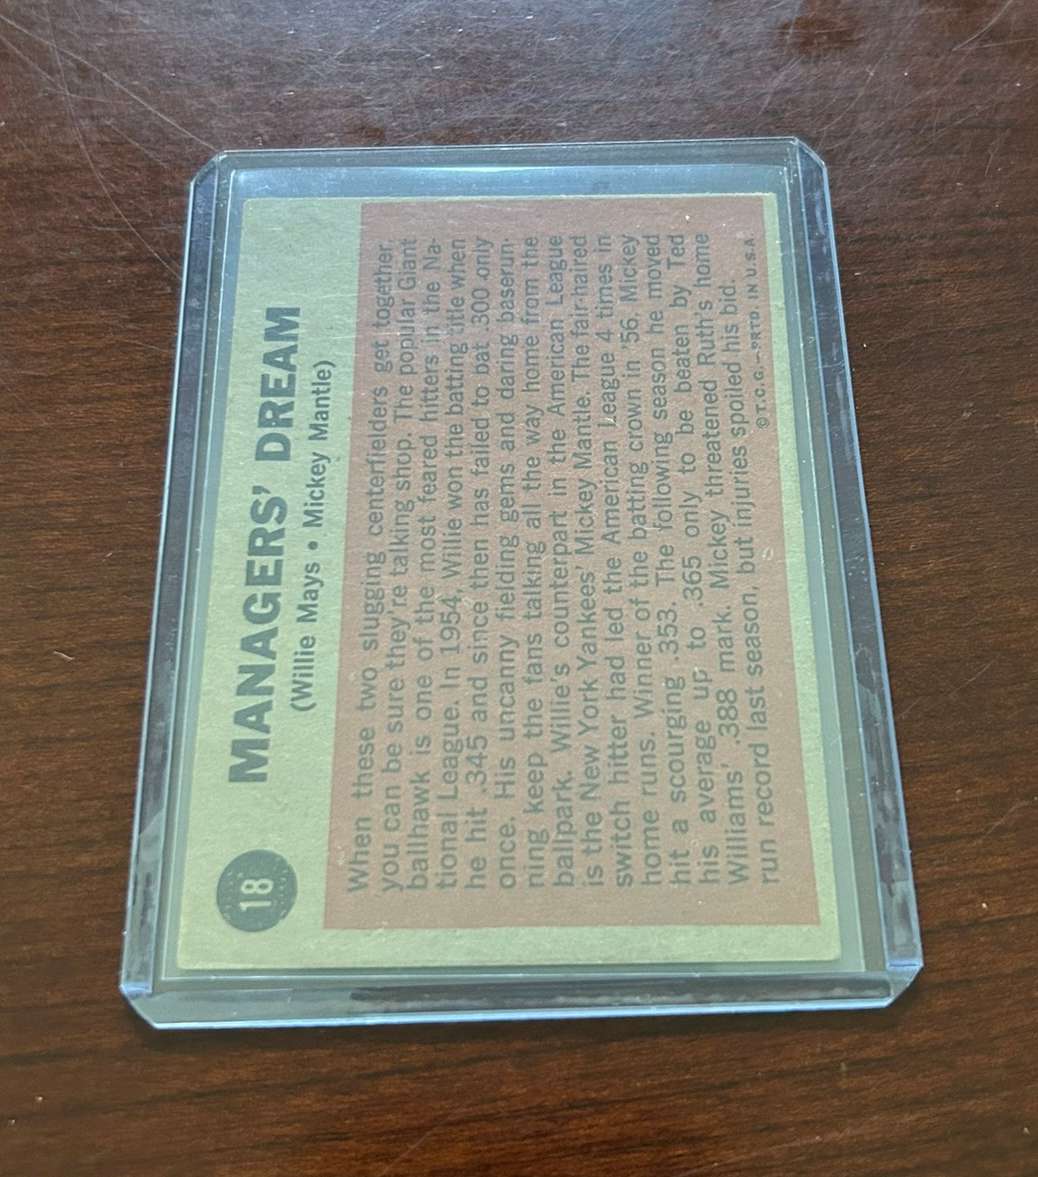 18
MANAGERS' DREAM
(Willie Mays • Mickey Mantle)
When these two slugging centerfielders get together,
you can be sure they're talking shop. The popular Giant
ballhawk is one of the most feared hitters in the Na-
tional League. In 1954, Willie won the batting title when
he hit .345 and since then has failed to bat .300 only
once. His uncanny fielding gems and daring baserun-
ning keep the fans talking all the way home from the
ballpark. Willie's counterpart in the American League
is the New York Yankees' Mickey Mantle. The fair-haired
switch hitter had led the American League 4 times in
home runs. Winner of the batting crown in '56, Mickey
hit a scourging .353. The following season he moved
his average up to .365 only to be beaten by Ted
Williams' .388 mark. Mickey threatened Ruth's home
run record last season, but injuries spoiled his bid.
©T.C.G.—PRTD. IN U.S.A.